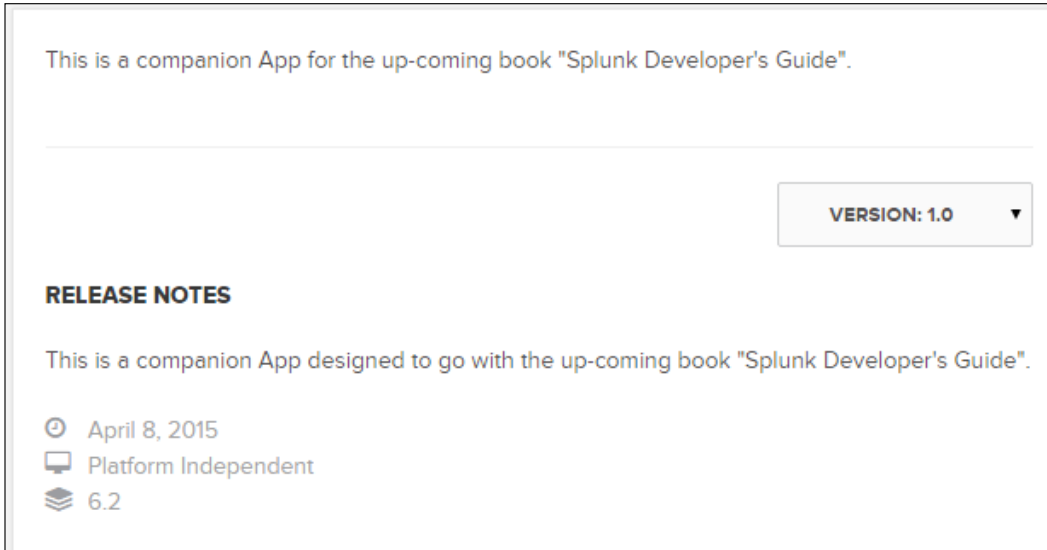 This is a companion App for the up-coming book "Splunk Developer's Guide".
VERSION: 1.0
RELEASE NOTES
This is a companion App designed to go with the up-coming book "Splunk Developer's Guide".
April 8, 2015
Platform Independent
6.2